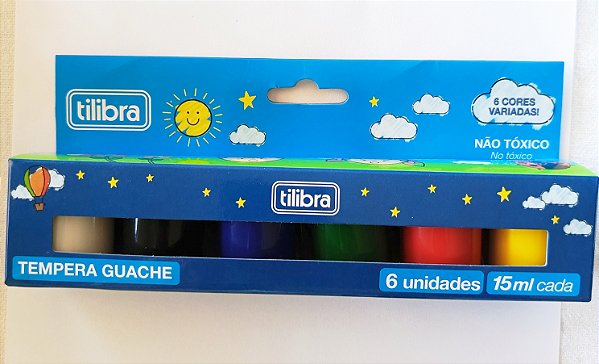 tilibra
6 CORES
VARIADAS!
NÃO TÓXICO
No tóxico
tilibra
TEMPERA GUACHE
6 unidades
15ml cada